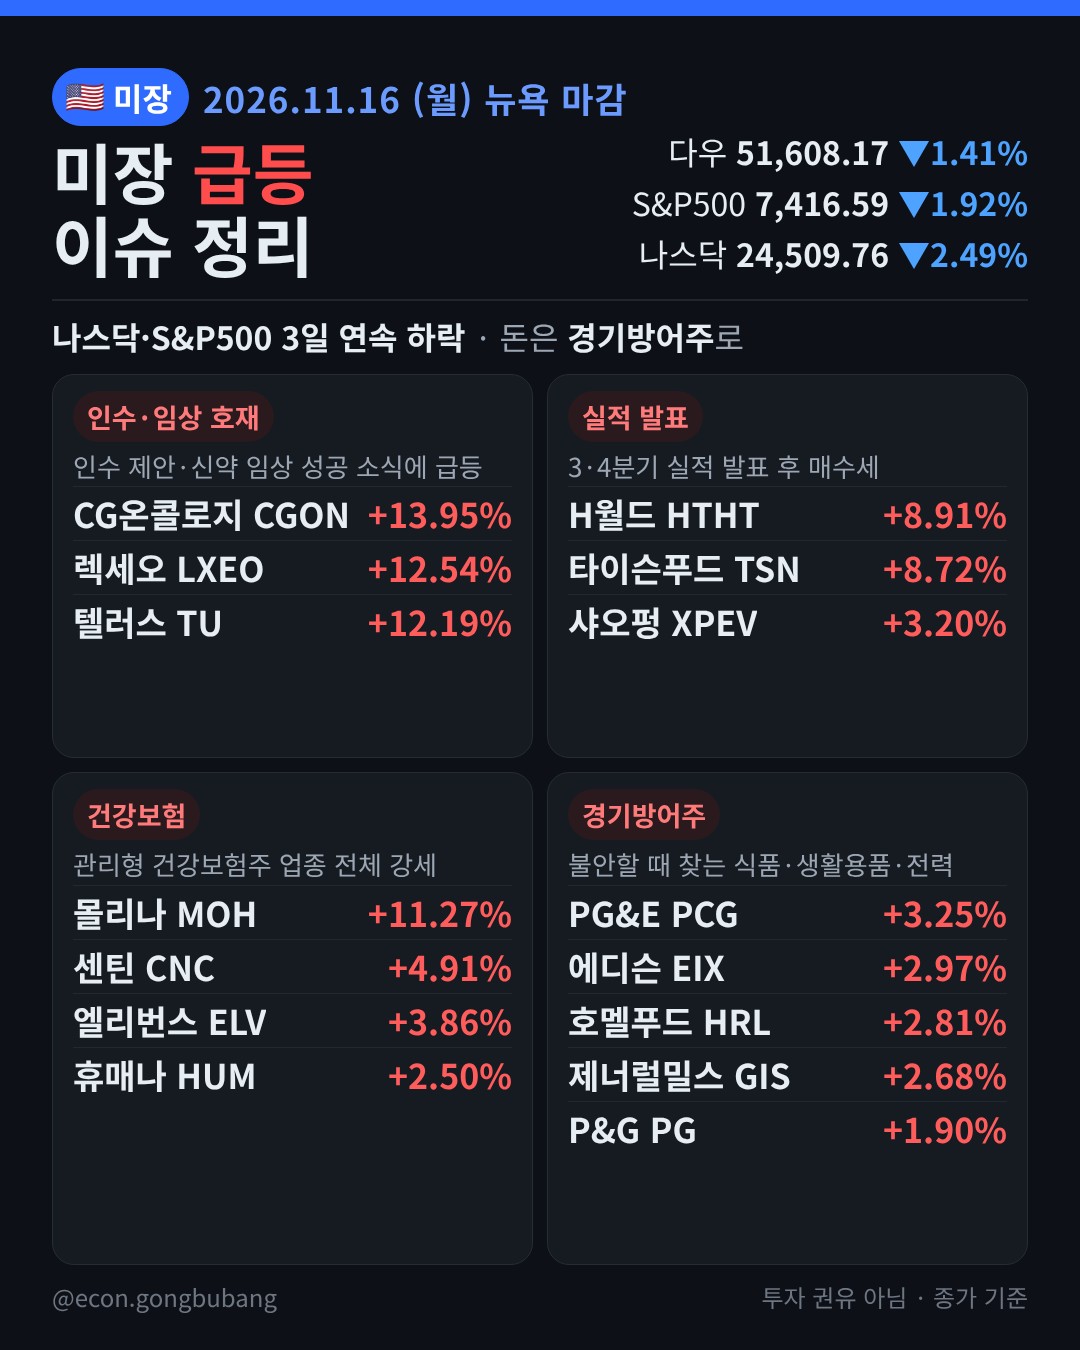 미장 2026.11.16 (월) 뉴욕 마감
미장 급등
이슈 정리
다우 51,608.17 ▼1.41%
S&P500 7,416.59 ▼1.92%
나스닥 24,509.76 ▼2.49%
나스닥·S&P500 3일 연속 하락 · 돈은 경기방어주로
인수·임상 호재
인수 제안·신약 임상 성공 소식에 급등
CG온콜로지 CGON +13.95%
렉세오 LXEO +12.54%
텔러스 TU +12.19%
실적 발표
3·4분기 실적 발표 후 매수세
H월드 HTHT +8.91%
타이슨푸드 TSN +8.72%
샤오펑 XPEV +3.20%
건강보험
관리형 건강보험주 업종 전체 강세
몰리나 MOH +11.27%
센틴 CNC +4.91%
엘리번스 ELV +3.86%
휴매나 HUM +2.50%
경기방어주
불안할 때 찾는 식품·생활용품·전력
PG&E PCG +3.25%
에디슨 EIX +2.97%
호멜푸드 HRL +2.81%
제너럴밀스 GIS +2.68%
P&G PG +1.90%
@econ.gongbubang
투자 권유 아님 · 종가 기준